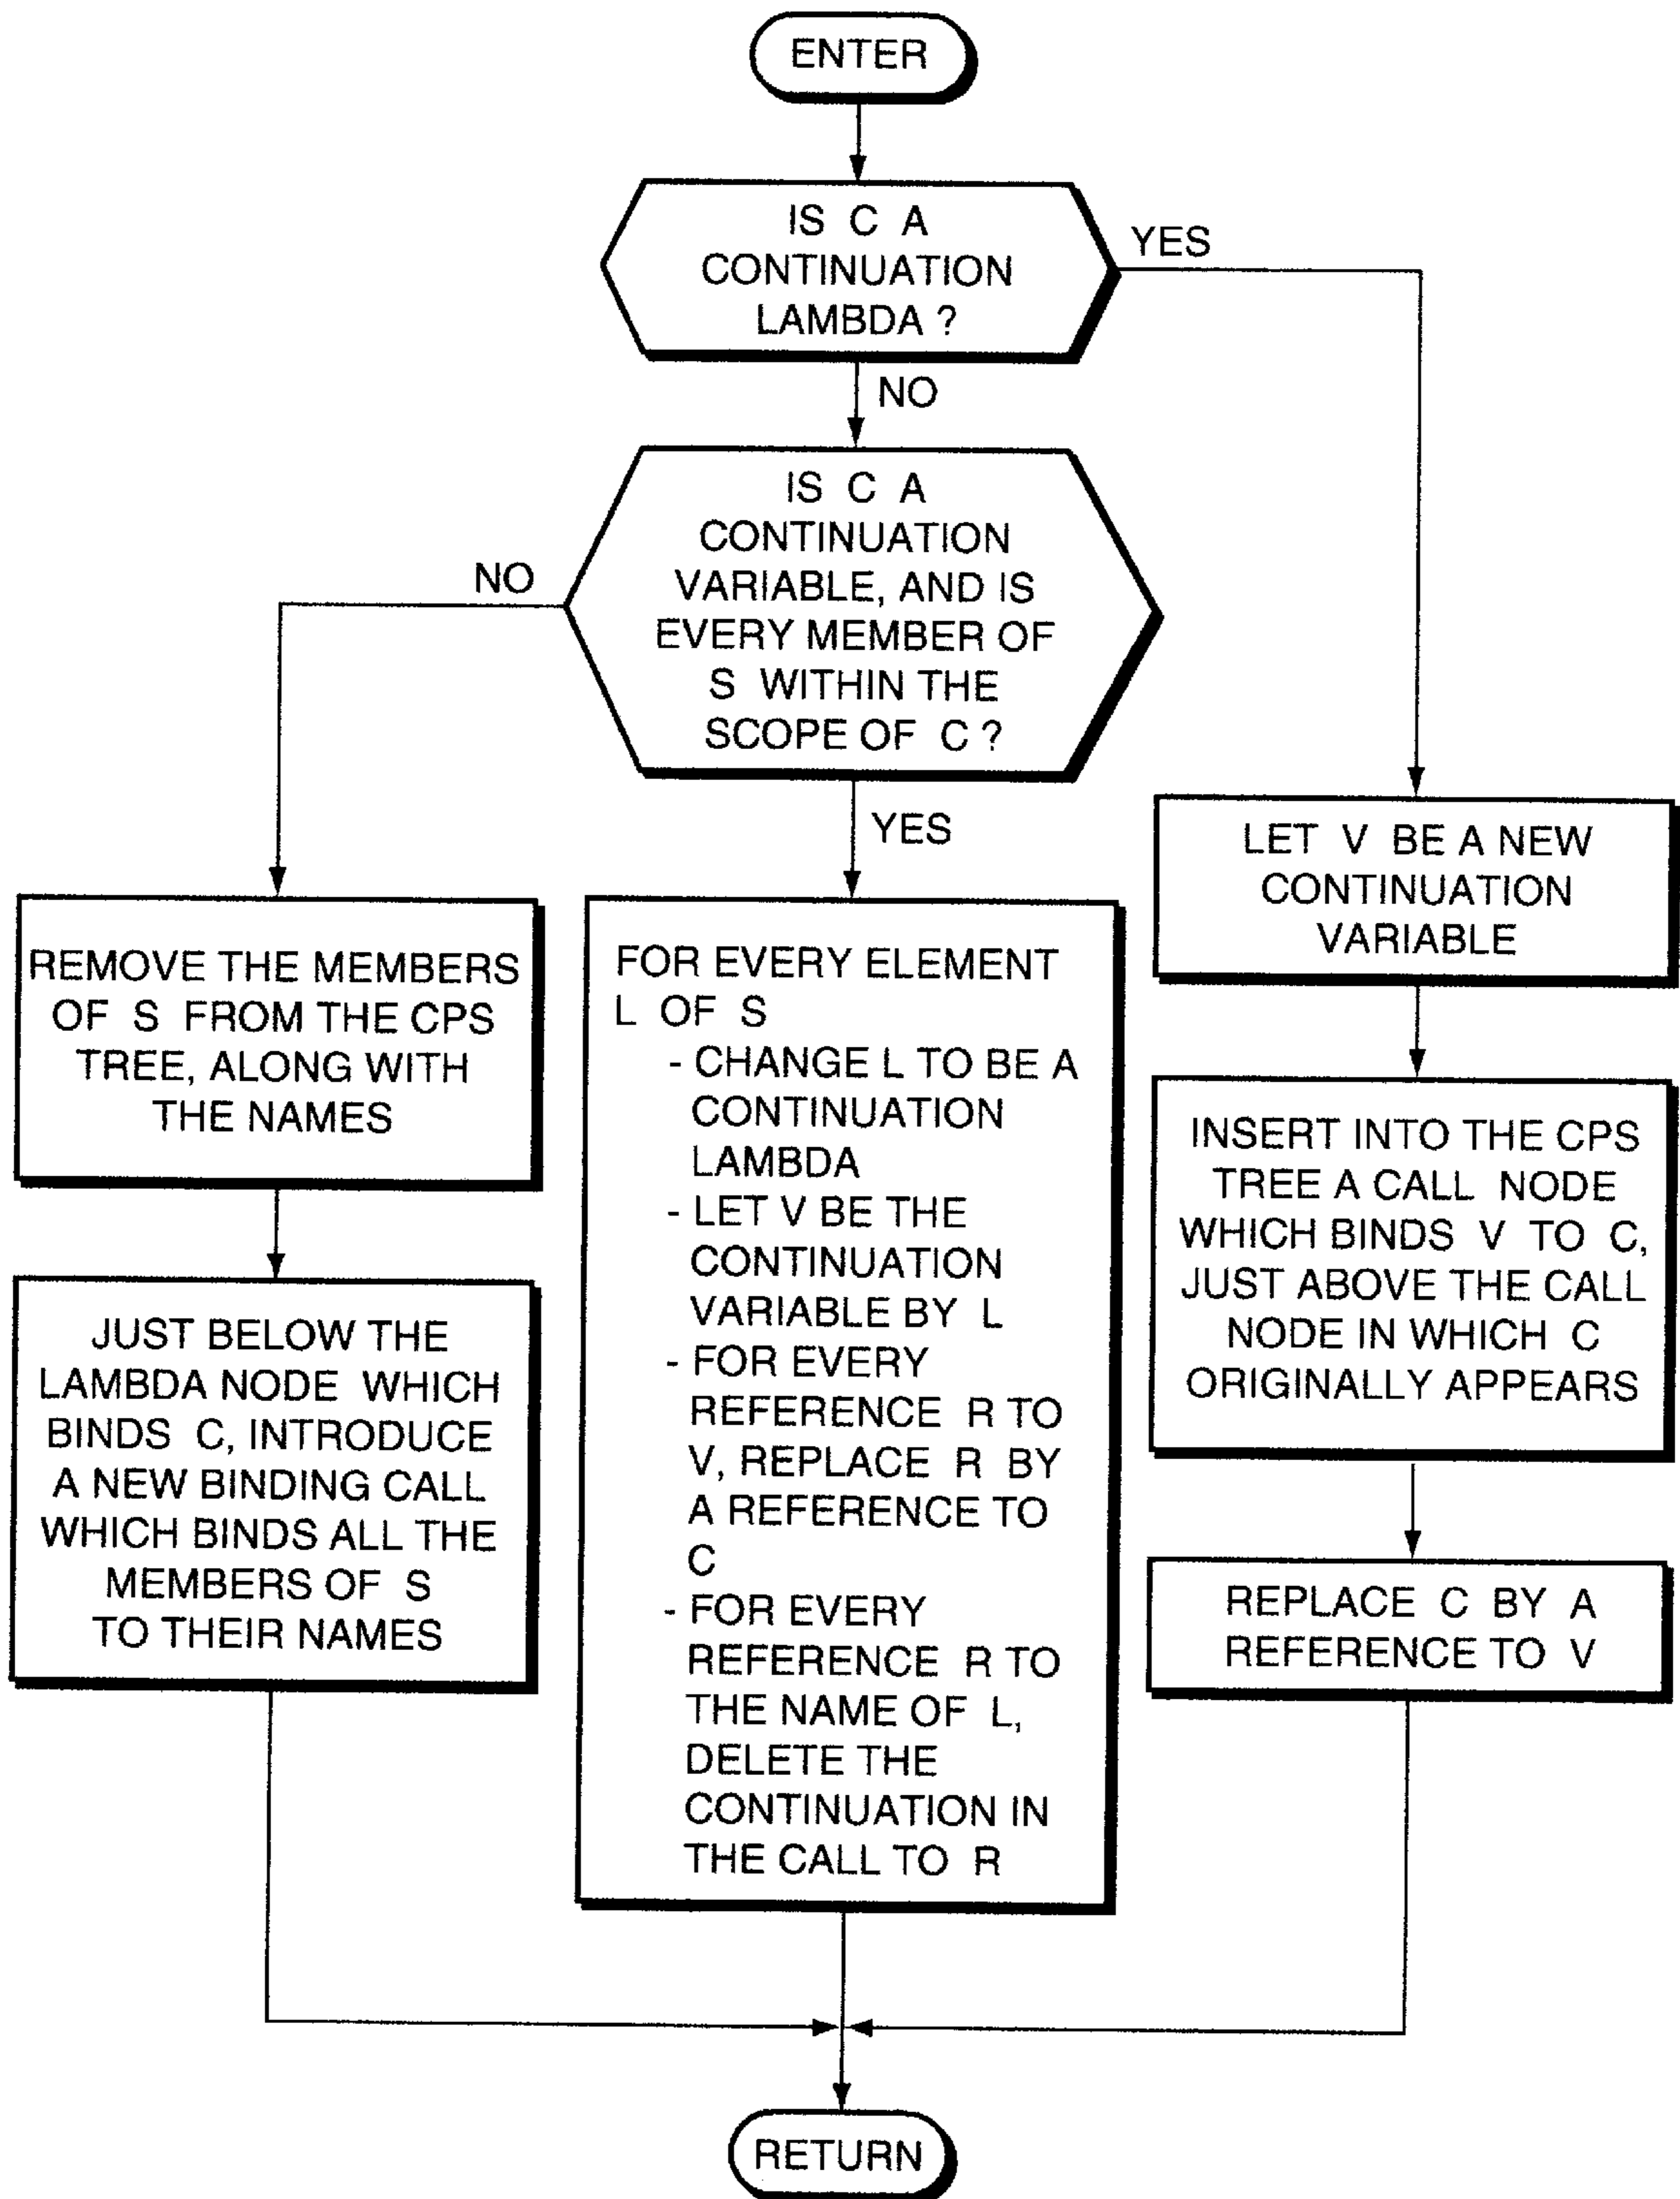 ENTER
IS C A
CONTINUATION
LAMBDA ?
YES
NO
IS C A
CONTINUATION
VARIABLE, AND IS
EVERY MEMBER OF
S WITHIN THE
SCOPE OF C ?
NO
YES
REMOVE THE MEMBERS
OF S FROM THE CPS
TREE, ALONG WITH
THE NAMES
JUST BELOW THE
LAMBDA NODE WHICH
BINDS C, INTRODUCE
A NEW BINDING CALL
WHICH BINDS ALL THE
MEMBERS OF S
TO THEIR NAMES
FOR EVERY ELEMENT
L OF S
- CHANGE L TO BE A
CONTINUATION
LAMBDA
- LET V BE THE
CONTINUATION
VARIABLE BY L
- FOR EVERY
REFERENCE R TO
V, REPLACE R BY
A REFERENCE TO
C
- FOR EVERY
REFERENCE R TO
THE NAME OF L,
DELETE THE
CONTINUATION IN
THE CALL TO R
LET V BE A NEW
CONTINUATION
VARIABLE
INSERT INTO THE CPS
TREE A CALL NODE
WHICH BINDS V TO C,
JUST ABOVE THE CALL
NODE IN WHICH C
ORIGINALLY APPEARS
REPLACE C BY A
REFERENCE TO V
RETURN